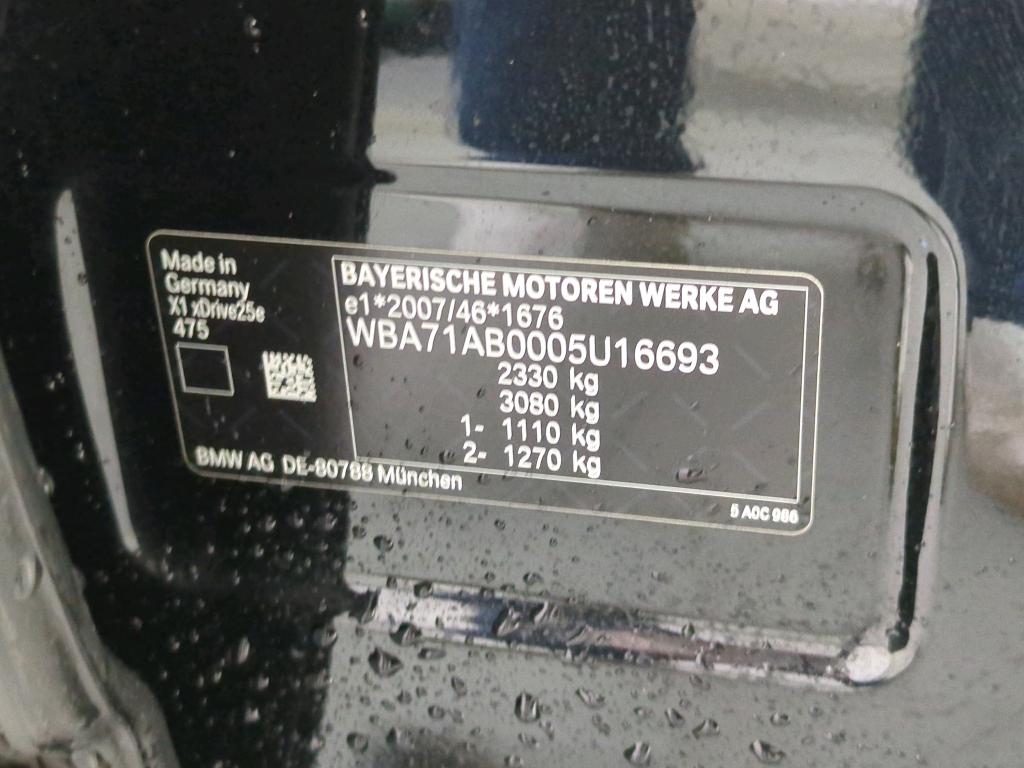 Made in
Germany
X1 xDrive25e
475
BMW AG DE-80788 München
BAYERISCHE MOTOREN WERKE AG
e1*2007/46*1676
WBA71AB0005U16693
2330 kg
3080 kg
1- 1110 kg
2- 1270 kg
5 A0C 986